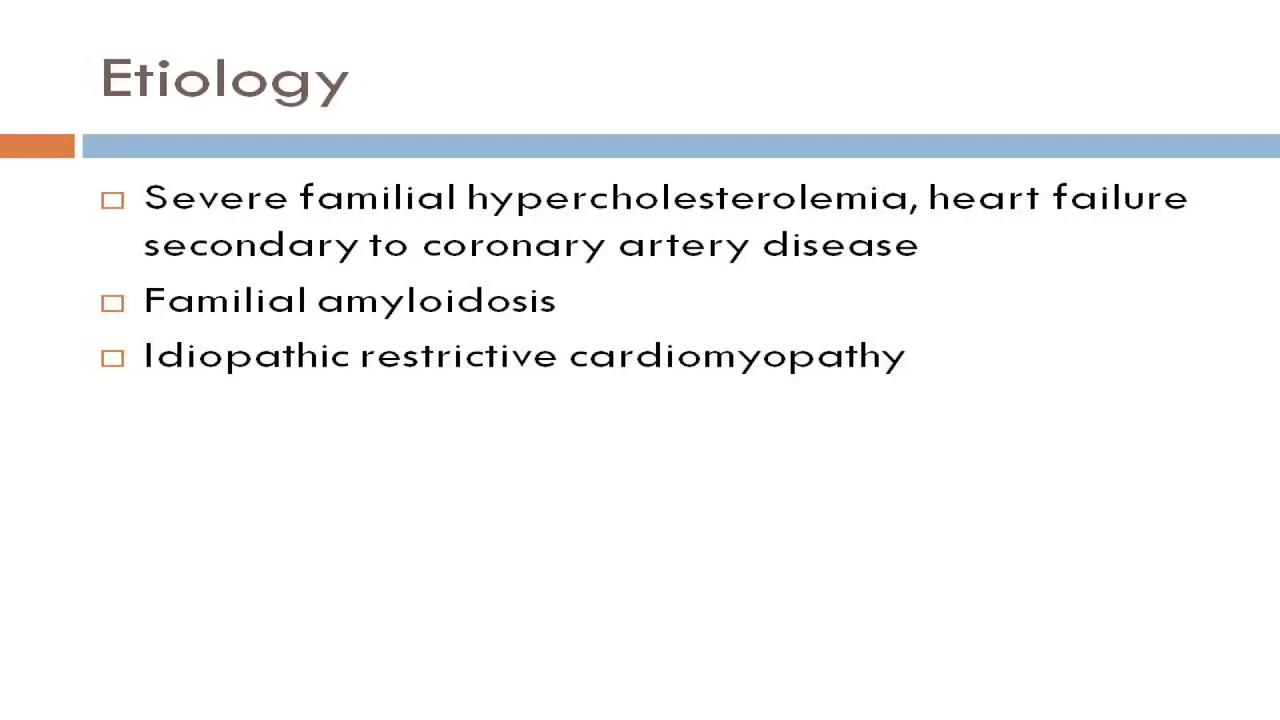 Etiology
Severe familial hypercholesterolemia, heart failure
secondary to coronary artery disease
Familial amyloidosis
Idiopathic restrictive cardiomyopathy